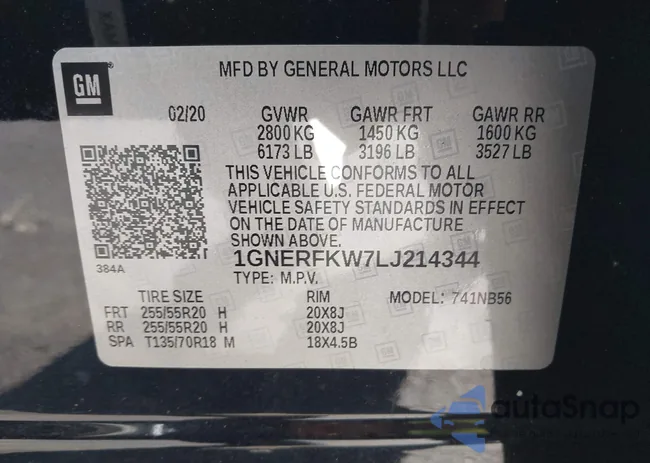 GM
MFD BY GENERAL MOTORS LLC
02/20 GVWR GAWR FRT GAWR RR
2800 KG 1450 KG 1600 KG
6173 LB 3196 LB 3527 LB
THIS VEHICLE CONFORMS TO ALL
APPLICABLE U.S. FEDERAL MOTOR
VEHICLE SAFETY STANDARDS IN EFFECT
ON THE DATE OF MANUFACTURE
SHOWN ABOVE.
384A
1GNERFKW7LJ214344
TYPE: M.P.V.
TIRE SIZE RIM MODEL: 741NB56
FRT 255/55R20 H 20X8J
RR 255/55R20 H 20X8J
SPA T135/70R18 M 18X4.5B
autoSnap